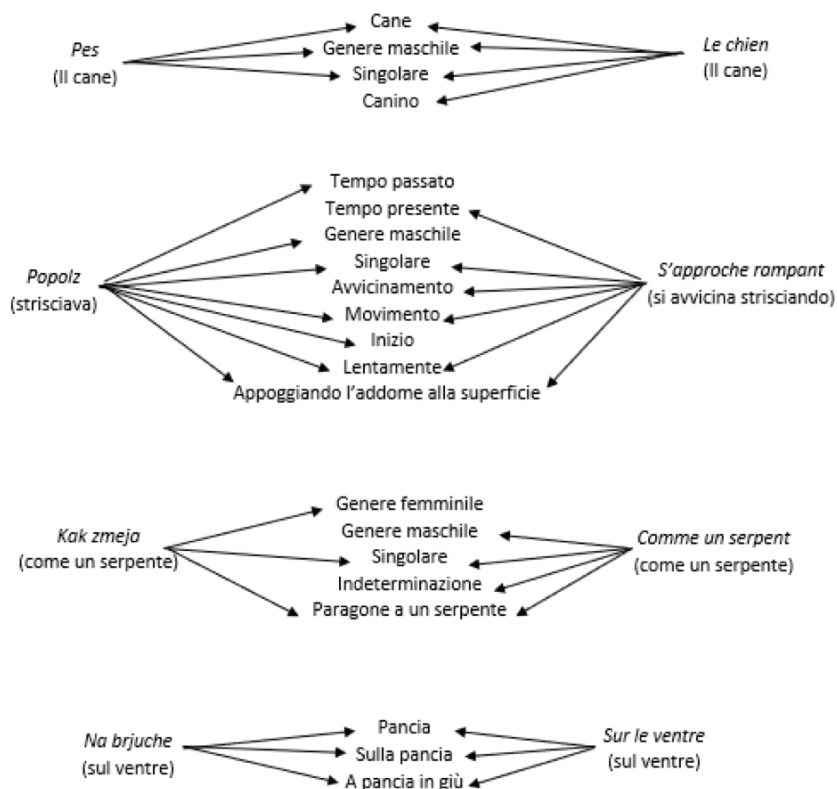 Pes
(Il cane)
Cane
Genere maschile
Singolare
Canino
Le chien
(Il cane)
Popolz
(strisciava)
Tempo passato
Tempo presente
Genere maschile
Singolare
Avvicinamento
Movimento
Inizio
Lentamente
Appoggiando l'addome alla superficie
S'approche rampant
(si avvicina strisciando)
Kak zmeja
(come un serpente)
Genere femminile
Genere maschile
Singolare
Indeterminazione
Paragone a un serpente
Comme un serpent
(come un serpente)
Na brjuche
(sul ventre)
Pancia
Sulla pancia
A pancia in giù
Sur le ventre
(sul ventre)